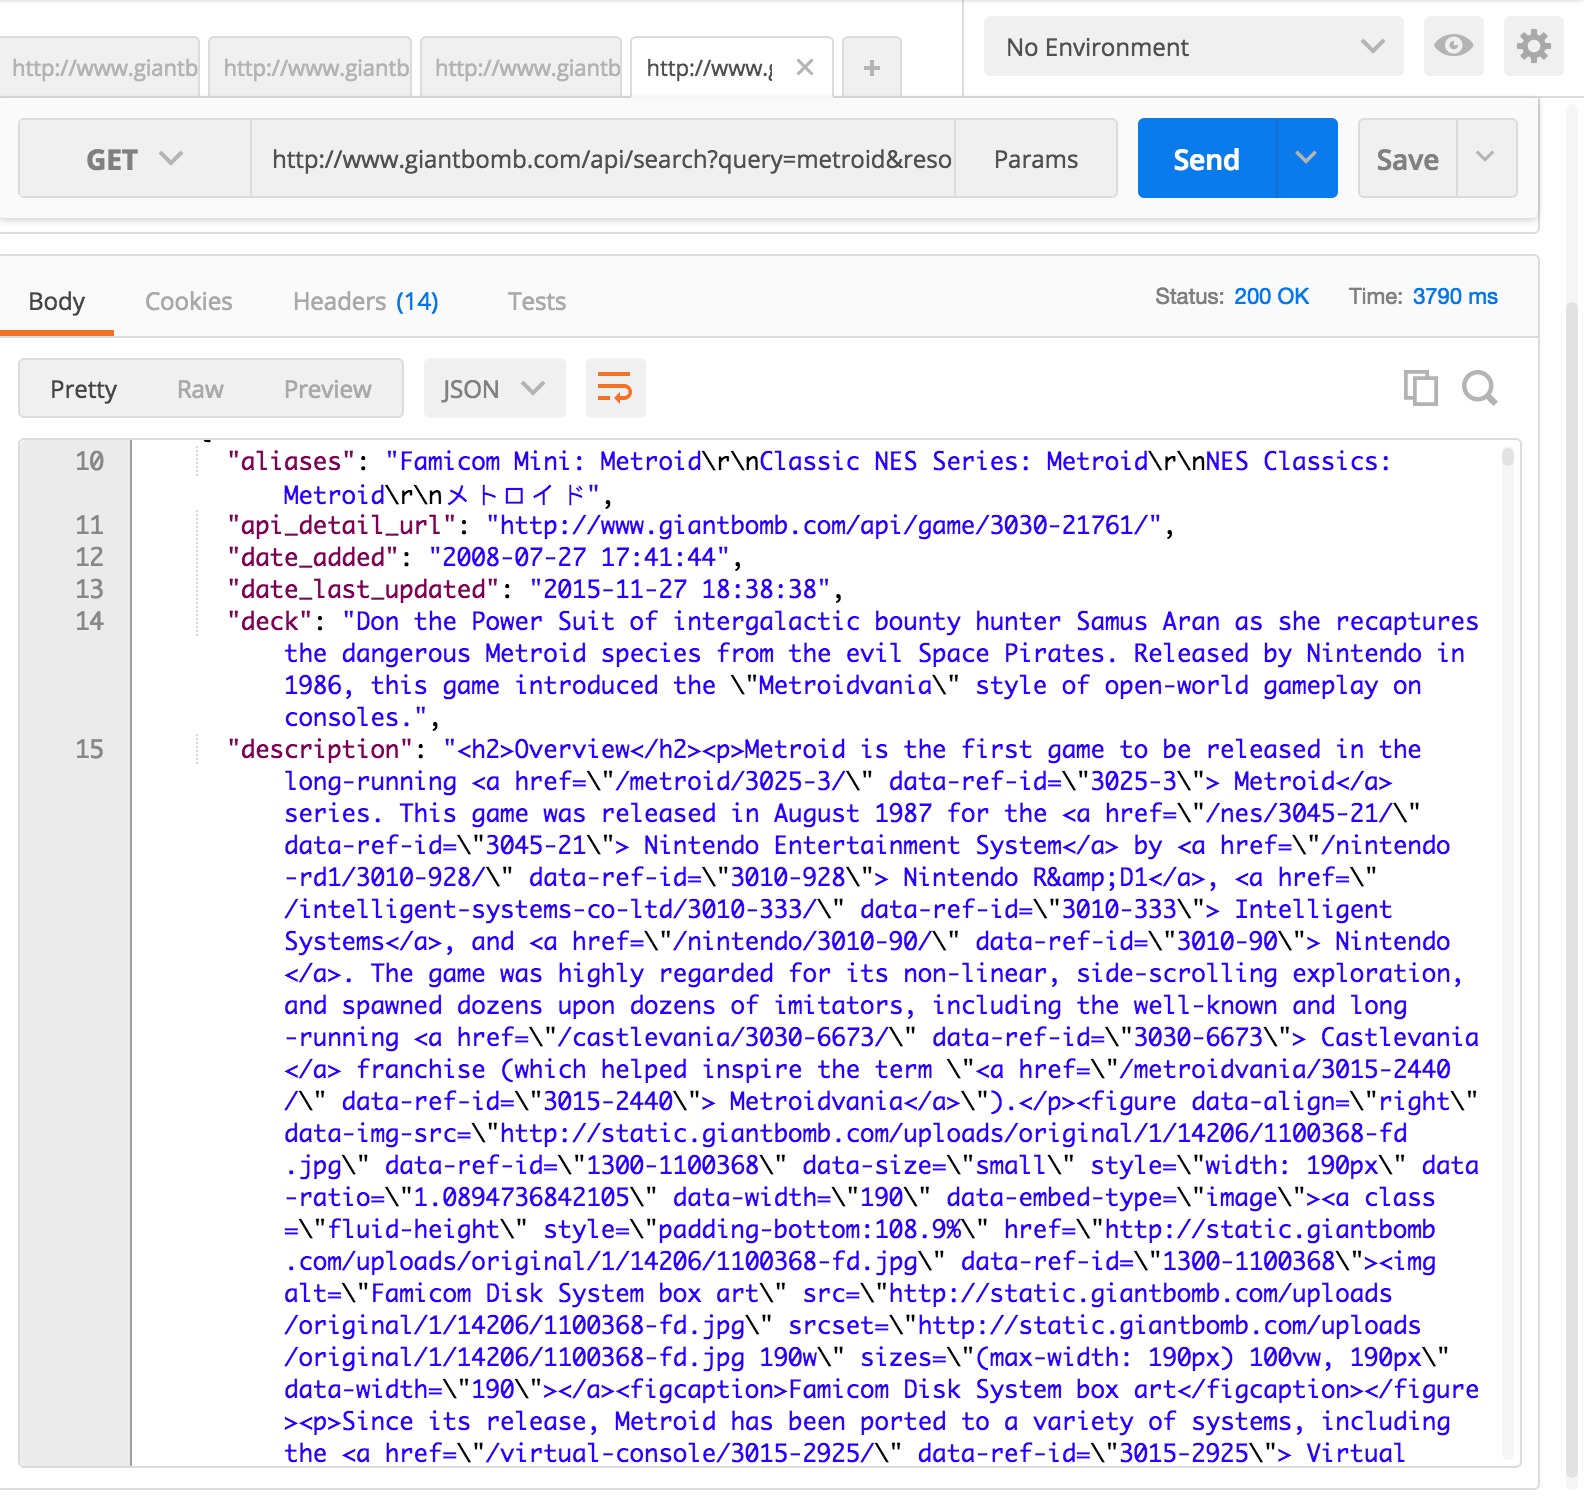 http://www.giantb http://www.giantb http://www.giantb http://www. + No Environment
GET http://www.giantbomb.com/api/search?query=metroid&reso Params Send Save
Body Cookies Headers (14) Tests Status: 200 OK Time: 3790 ms
Pretty Raw Preview JSON
10 "aliases": "Famicom Mini: Metroid\r\nClassic NES Series: Metroid\r\nNES Classics:
Metroid\r\nメトロイド",
11 "api_detail_url": "http://www.giantbomb.com/api/game/3030-21761/",
12 "date_added": "2008-07-27 17:41:44",
13 "date_last_updated": "2015-11-27 18:38:38",
14 "deck": "Don the Power Suit of intergalactic bounty hunter Samus Aran as she recaptures
the dangerous Metroid species from the evil Space Pirates. Released by Nintendo in
1986, this game introduced the \"Metroidvania\" style of open-world gameplay on
consoles.",
15 "description": "<h2>Overview</h2><p>Metroid is the first game to be released in the
long-running <a href=\"/metroid/3025-3/\" data-ref-id=\"3025-3\"> Metroid</a>
series. This game was released in August 1987 for the <a href=\"/nes/3045-21/\"
data-ref-id=\"3045-21\"> Nintendo Entertainment System</a> by <a href=\"/nintendo
-rd1/3010-928/\" data-ref-id=\"3010-928\"> Nintendo R&amp;D1</a>, <a href=\"
/intelligent-systems-co-ltd/3010-333/\" data-ref-id=\"3010-333\"> Intelligent
Systems</a>, and <a href=\"/nintendo/3010-90/\" data-ref-id=\"3010-90\"> Nintendo
</a>. The game was highly regarded for its non-linear, side-scrolling exploration,
and spawned dozens upon dozens of imitators, including the well-known and long
-running <a href=\"/castlevania/3030-6673/\" data-ref-id=\"3030-6673\"> Castlevania
</a> franchise (which helped inspire the term \"<a href=\"/metroidvania/3015-2440
/\" data-ref-id=\"3015-2440\"> Metroidvania</a>\").</p><figure data-align=\"right\"
data-img-src=\"http://static.giantbomb.com/uploads/original/1/14206/1100368-fd
.jpg\" data-ref-id=\"1300-1100368\" data-size=\"small\" style=\"width: 190px\" data
-ratio=\"1.0894736842105\" data-width=\"190\" data-embed-type=\"image\"><a class
=\"fluid-height\" style=\"padding-bottom:108.9%\" href=\"http://static.giantbomb
.com/uploads/original/1/14206/1100368-fd.jpg\" data-ref-id=\"1300-1100368\"><img
alt=\"Famicom Disk System box art\" src=\"http://static.giantbomb.com/uploads
/original/1/14206/1100368-fd.jpg\" srcset=\"http://static.giantbomb.com/uploads
/original/1/14206/1100368-fd.jpg 190w\" sizes=\"(max-width: 190px) 100vw, 190px\"
data-width=\"190\"></a><figcaption>Famicom Disk System box art</figcaption></figure
><p>Since its release, Metroid has been ported to a variety of systems, including
the <a href=\"/virtual-console/3015-2925/\" data-ref-id=\"3015-2925\"> Virtual